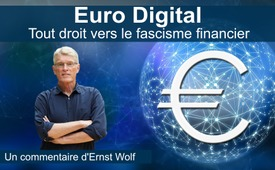 Euro Digital
Tout droit vers le fascisme financier
€
Un commentaire d'Ernst Wolf